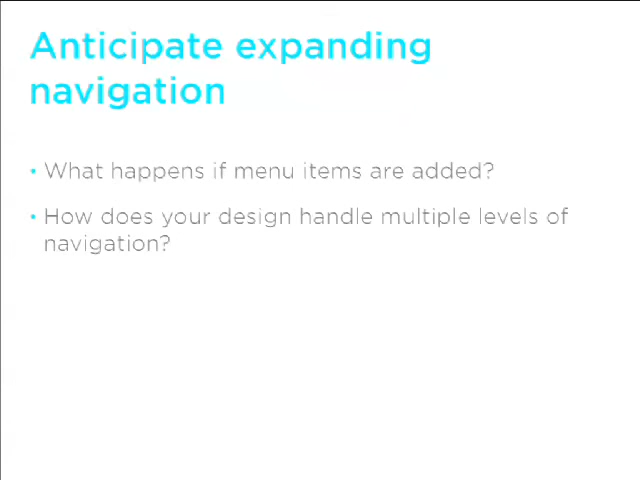 Anticipate expanding
navigation
• What happens if menu items are added?
• How does your design handle multiple levels of
navigation?